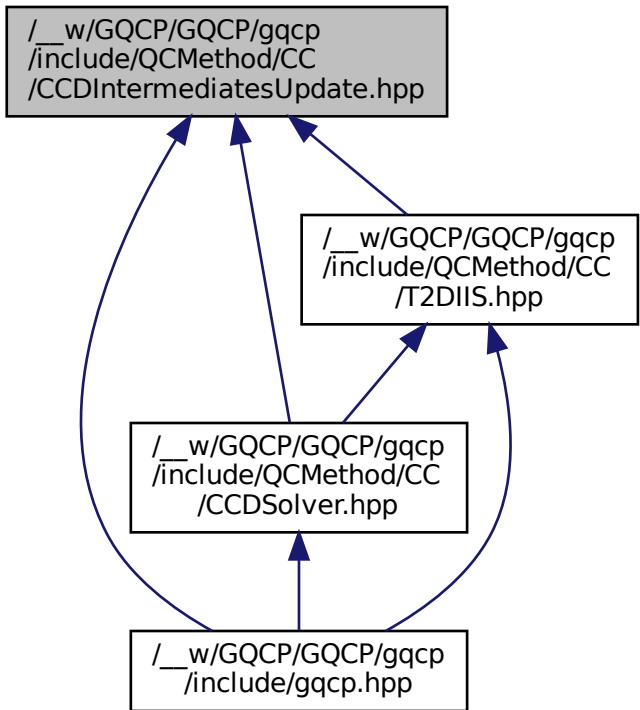 /__w/GQCP/GQCP/gqcp
/include/QCMethod/CC
/CCDIntermediatesUpdate.hpp
/__w/GQCP/GQCP/gqcp
/include/QCMethod/CC
/T2DIIS.hpp
/__w/GQCP/GQCP/gqcp
/include/QCMethod/CC
/CCDSolver.hpp
/__w/GQCP/GQCP/gqcp
/include/gqcp.hpp